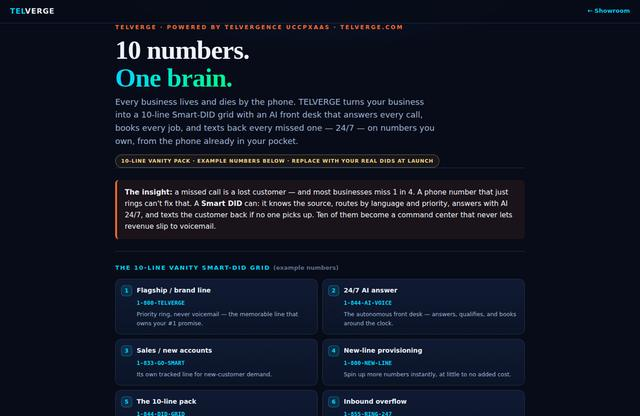 TELVERGE
← Showroom
TELVERGE · POWERED BY TELVERGENCE UCCPXAAS · TELVERGE.COM
10 numbers.
One brain.
Every business lives and dies by the phone. TELVERGE turns your business
into a 10-line Smart-DID grid with an AI front desk that answers every call,
books every job, and texts back every missed one — 24/7 — on numbers you
own, from the phone already in your pocket.
10-LINE VANITY PACK · EXAMPLE NUMBERS BELOW · REPLACE WITH YOUR REAL DIDS AT LAUNCH
The insight: a missed call is a lost customer — and most businesses miss 1 in 4. A phone number that just
rings can't fix that. A Smart DID can: it knows the source, routes by language and priority, answers with AI
24/7, and texts the customer back if no one picks up. Ten of them become a command center that never lets
revenue slip to voicemail.
THE 10-LINE VANITY SMART-DID GRID (example numbers)
1 Flagship / brand line
1-800-TELVERGE
Priority ring, never voicemail — the memorable line that
owns your #1 promise.
2 24/7 AI answer
1-844-AI-VOICE
The autonomous front desk — answers, qualifies, and books
around the clock.
3 Sales / new accounts
1-833-GO-SMART
Its own tracked line for new-customer demand.
4 New-line provisioning
1-800-NEW-LINE
Spin up more numbers instantly, at little to no added cost.
5 The 10-line pack
1-844-DID-GRID
6 Inbound overflow
1-855-RING-247